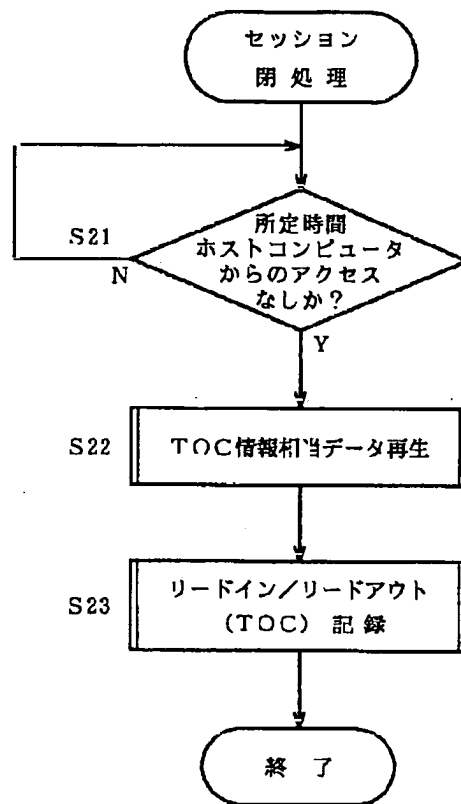 セッション
閉処理
S21
所定時間
ホストコンピュータ
からのアクセス
なしか？
N
Y
S22
TOC情報相当データ再生
S23
リードイン／リードアウト
(TOC) 記録
終了